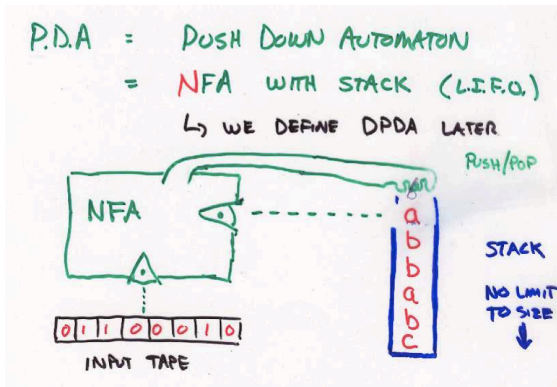 P.D.A = PUSH DOWN AUTOMATON
= NFA WITH STACK (L.I.F.O.)
↳ WE DEFINE DPDA LATER
PUSH/POP
NFA
a
b
b
a
b
c
STACK
NO LIMIT
TO SIZE
0 1 1 0 0 0 1 0
INPUT TAPE